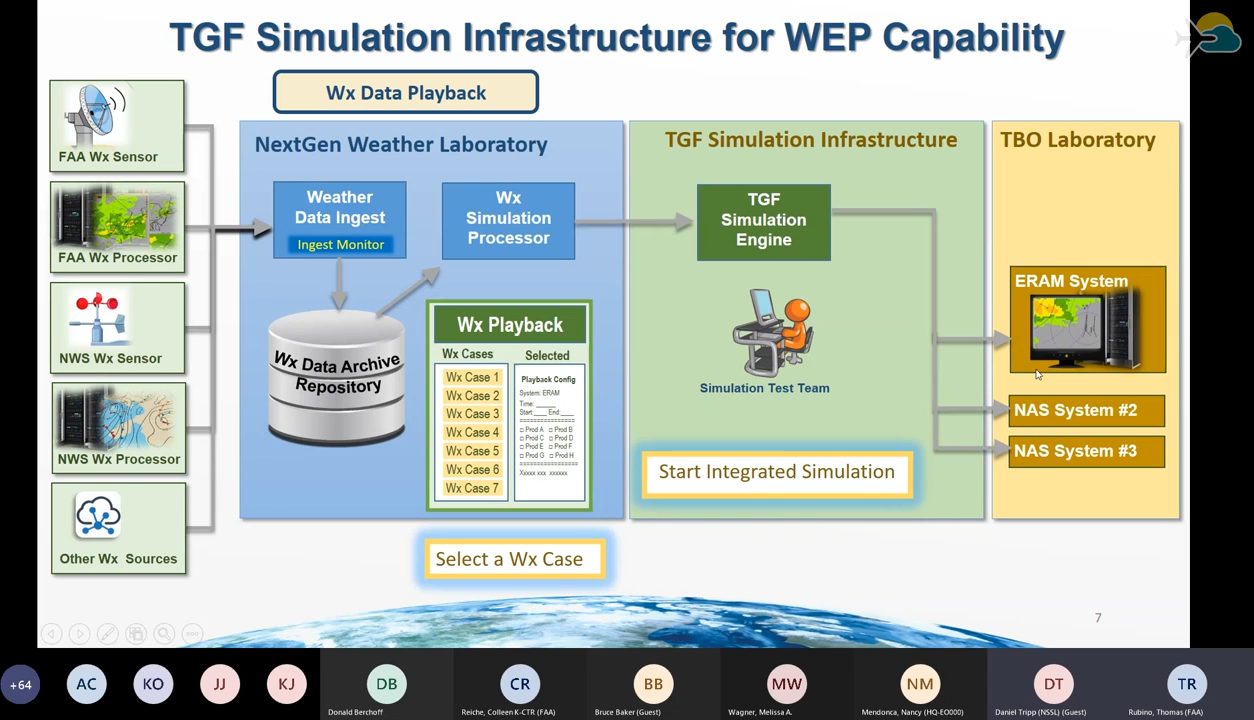 TGF Simulation Infrastructure for WEP Capability
Wx Data Playback
FAA Wx Sensor
FAA Wx Processor
NWS Wx Sensor
NWS Wx Processor
Other Wx Sources
NextGen Weather Laboratory
Weather
Data Ingest
Ingest Monitor
Wx
Simulation
Processor
Wx Data Archive
Repository
Wx Playback
Wx Cases
Wx Case 1
Wx Case 2
Wx Case 3
Wx Case 4
Wx Case 5
Wx Case 6
Wx Case 7
Selected
Playback Config
System: ERAM
Time: ______
Start:____ End:____
=================
□ Prod A □ Prod B
□ Prod C □ Prod D
□ Prod E □ Prod F
□ Prod G □ Prod H
=================
Xxxxx xxx xxxxxx
Select a Wx Case
TGF Simulation Infrastructure
TGF
Simulation
Engine
Simulation Test Team
Start Integrated Simulation
TBO Laboratory
ERAM System
NAS System #2
NAS System #3
7
+64
AC
KO
JJ
KJ
DB
Donald Berchoff
CR
Reiche, Colleen K-CTR (FAA)
BB
Bruce Baker (Guest)
MW
Wagner, Melissa A.
NM
Mendonca, Nancy (HQ-EO000)
DT
Daniel Tripp (NSSL) (Guest)
TR
Rubino, Thomas (FAA)